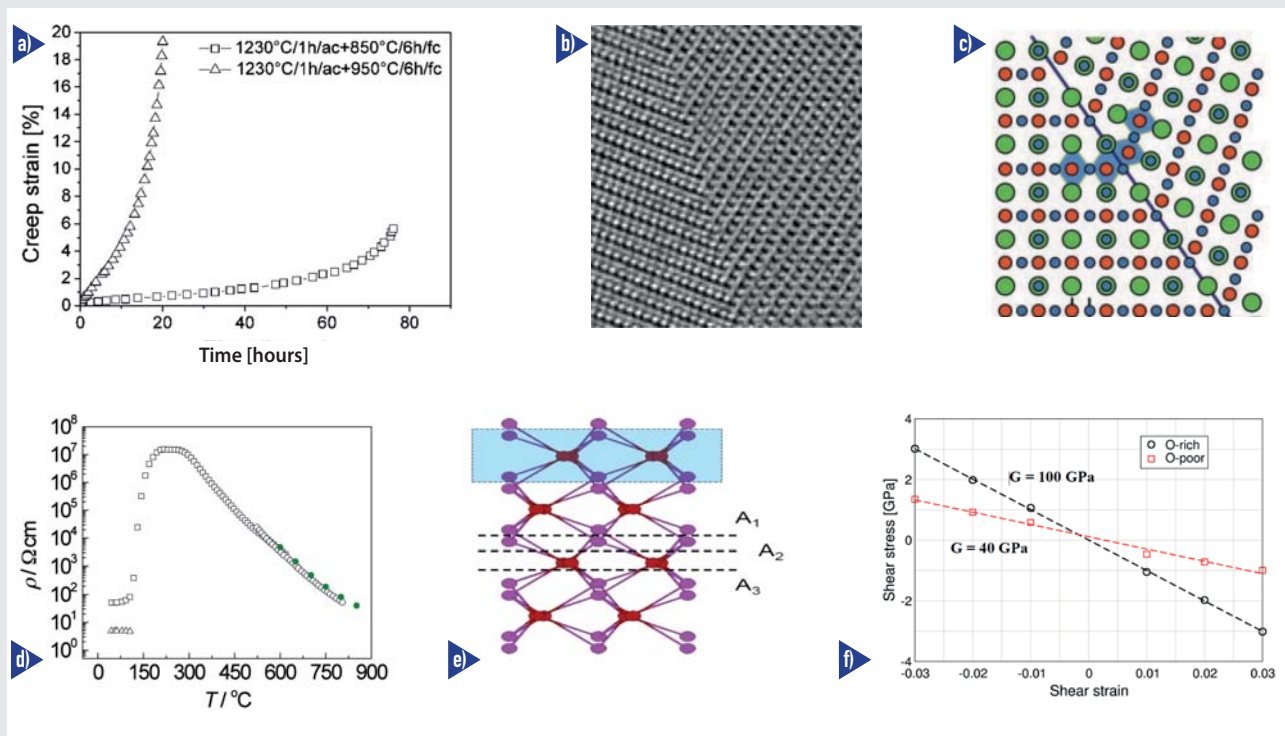 a)
20
18
16
14
12
10
8
6
4
2
0
Creep strain [%]
1230°C/1h/ac+850°C/6h/fc
1230°C/1h/ac+950°C/6h/fc
0 20 40 60 80
Time [hours]
b)
c)
d)
10⁸
10⁷
10⁶
10⁵
10⁴
10³
10²
10¹
10⁰
ρ / Ωcm
0 150 300 450 600 750 900
T / °C
e)
A₁
A₂
A₃
f)
4
2
0
-2
-4
Shear stress [GPa]
O-rich
O-poor
G = 100 GPa
G = 40 GPa
-0.03 -0.02 -0.01 0 0.01 0.02 0.03
Shear strain